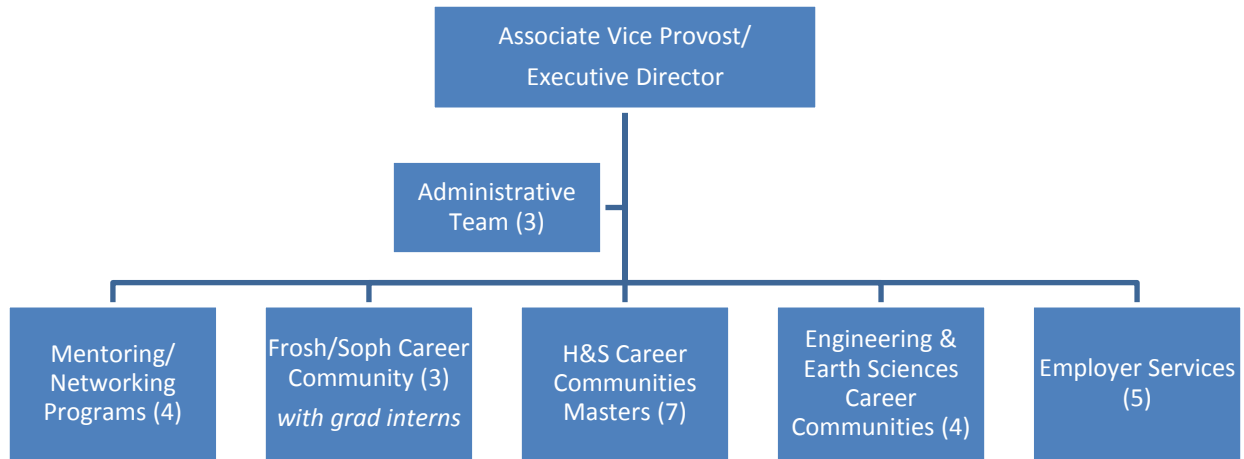 Associate Vice Provost/
Executive Director
Administrative
Team (3)
Mentoring/
Networking
Programs (4)
Frosh/Soph Career
Community (3)
with grad interns
H&S Career
Communities
Masters (7)
Engineering &
Earth Sciences
Career
Communities (4)
Employer Services
(5)